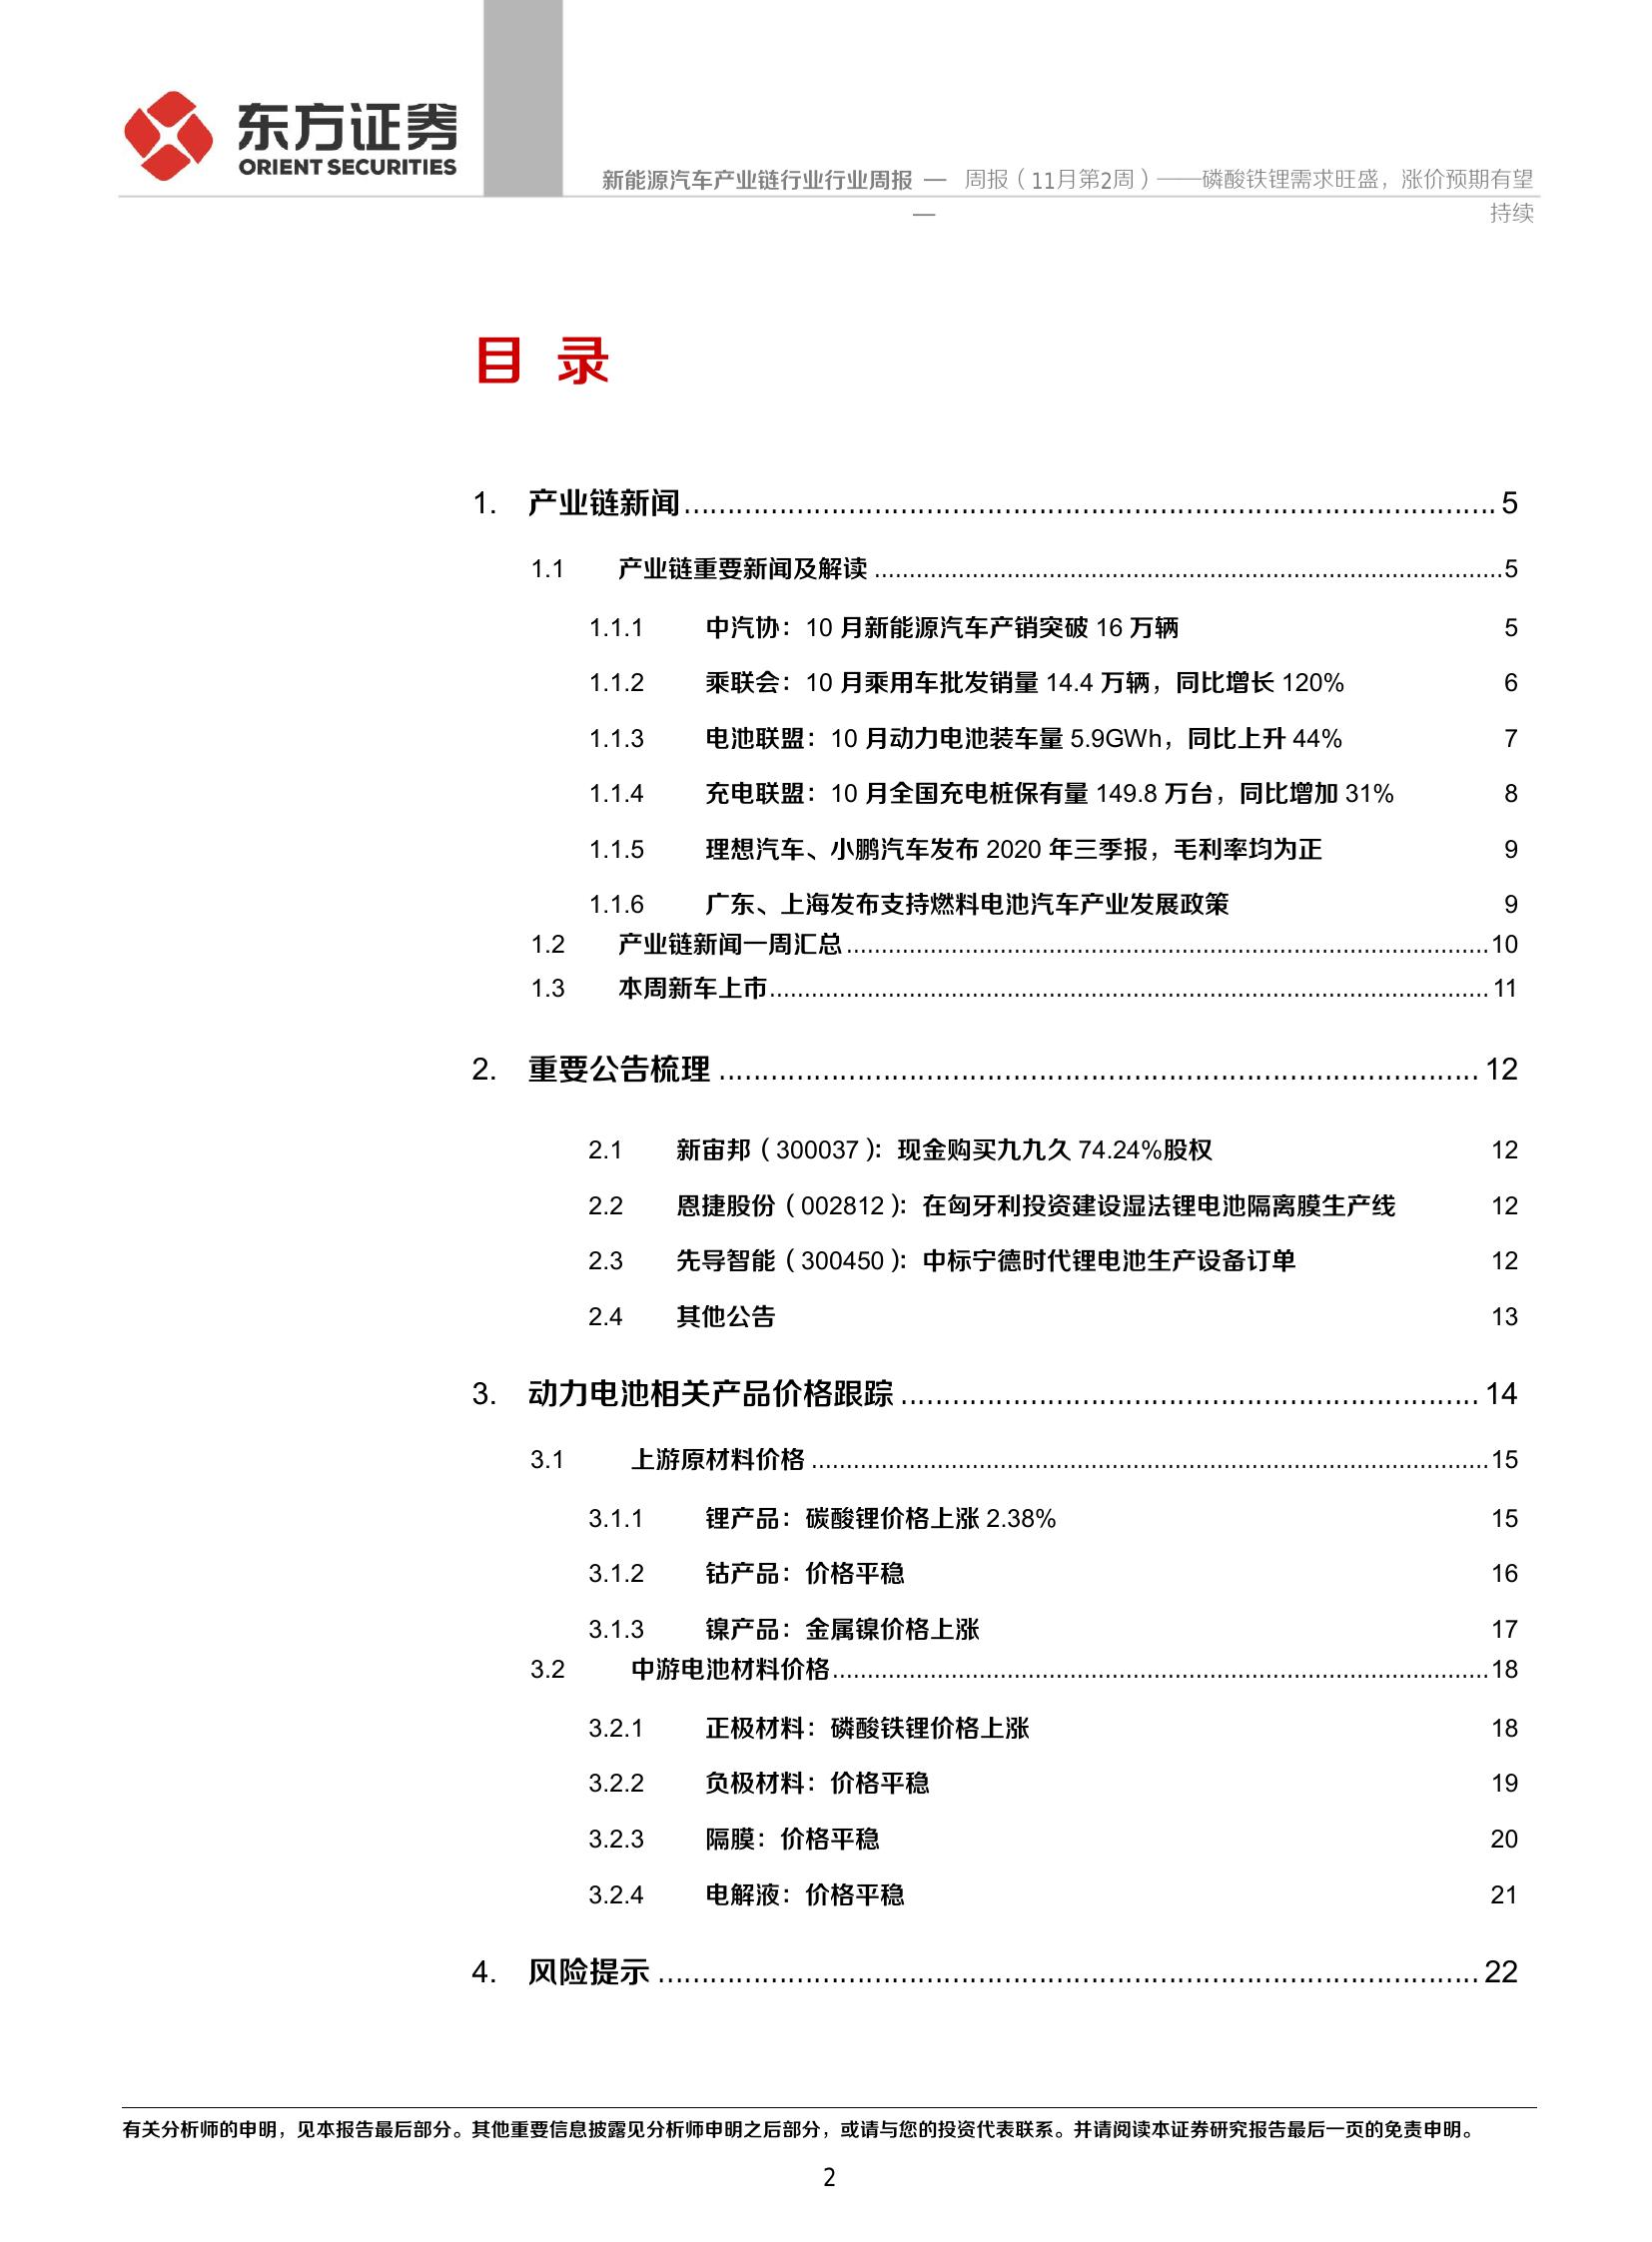 东方证券
ORIENT SECURITIES
新能源汽车产业链行业行业周报 — 周报（11月第2周）——磷酸铁锂需求旺盛，涨价预期有望
— 持续
目 录
1. 产业链新闻 5
1.1 产业链重要新闻及解读 5
1.1.1 中汽协：10 月新能源汽车产销突破 16 万辆 5
1.1.2 乘联会：10 月乘用车批发销量 14.4 万辆，同比增长 120% 6
1.1.3 电池联盟：10 月动力电池装车量 5.9GWh，同比上升 44% 7
1.1.4 充电联盟：10 月全国充电桩保有量 149.8 万台，同比增加 31% 8
1.1.5 理想汽车、小鹏汽车发布 2020 年三季报，毛利率均为正 9
1.1.6 广东、上海发布支持燃料电池汽车产业发展政策 9
1.2 产业链新闻一周汇总 10
1.3 本周新车上市 11
2. 重要公告梳理 12
2.1 新宙邦（300037）：现金购买九九久 74.24%股权 12
2.2 恩捷股份（002812）：在匈牙利投资建设湿法锂电池隔离膜生产线 12
2.3 先导智能（300450）：中标宁德时代锂电池生产设备订单 12
2.4 其他公告 13
3. 动力电池相关产品价格跟踪 14
3.1 上游原材料价格 15
3.1.1 锂产品：碳酸锂价格上涨 2.38% 15
3.1.2 钴产品：价格平稳 16
3.1.3 镍产品：金属镍价格上涨 17
3.2 中游电池材料价格 18
3.2.1 正极材料：磷酸铁锂价格上涨 18
3.2.2 负极材料：价格平稳 19
3.2.3 隔膜：价格平稳 20
3.2.4 电解液：价格平稳 21
4. 风险提示 22
有关分析师的申明，见本报告最后部分。其他重要信息披露见分析师申明之后部分，或请与您的投资代表联系。并请阅读本证券研究报告最后一页的免责申明。
2